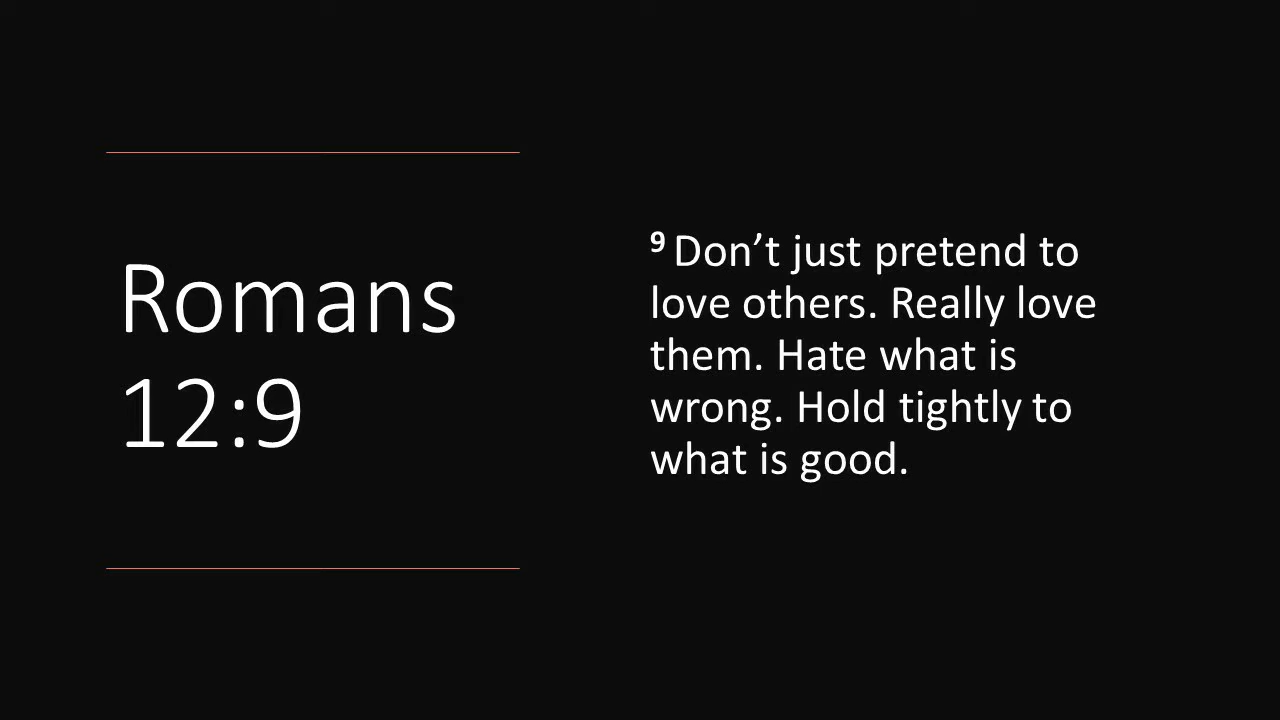 Romans
12:9
9 Don’t just pretend to
love others. Really love
them. Hate what is
wrong. Hold tightly to
what is good.